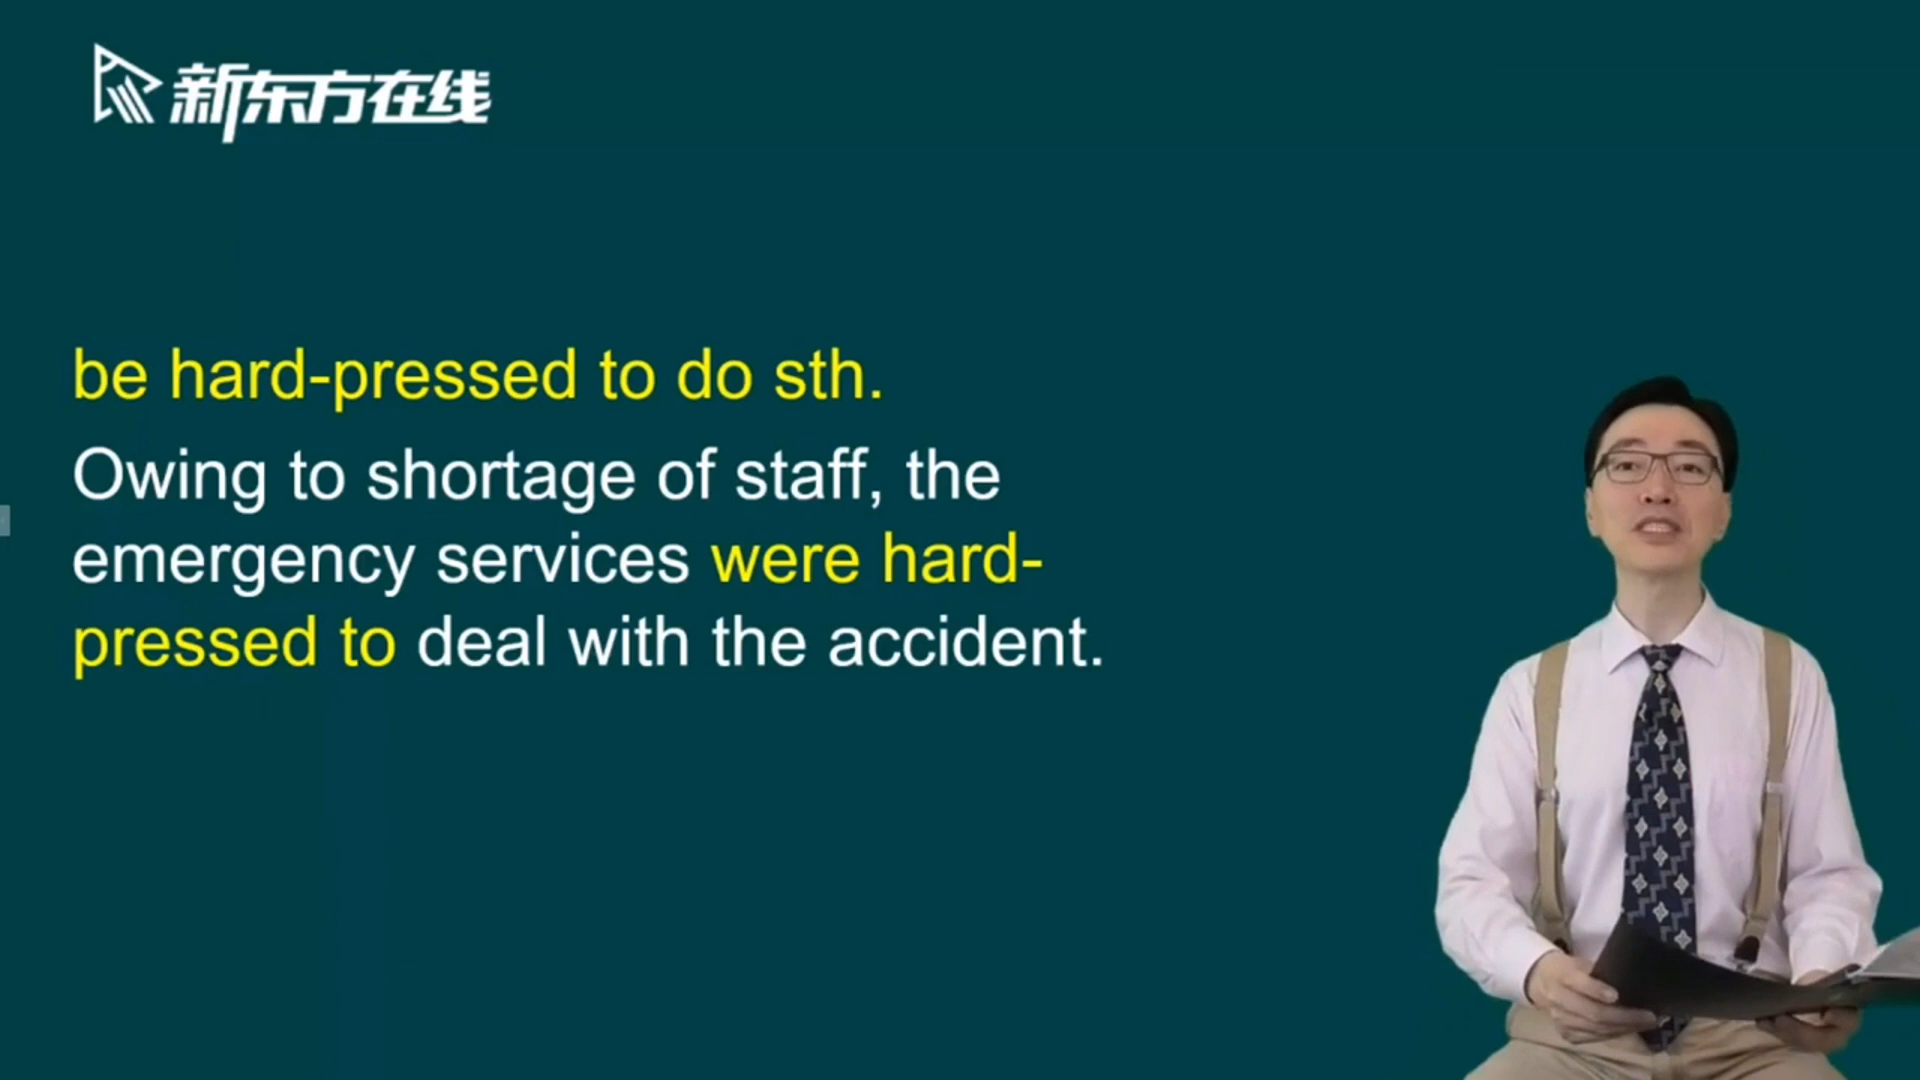 新东方在线
be hard-pressed to do sth.
Owing to shortage of staff, the
emergency services were hard-
pressed to deal with the accident.